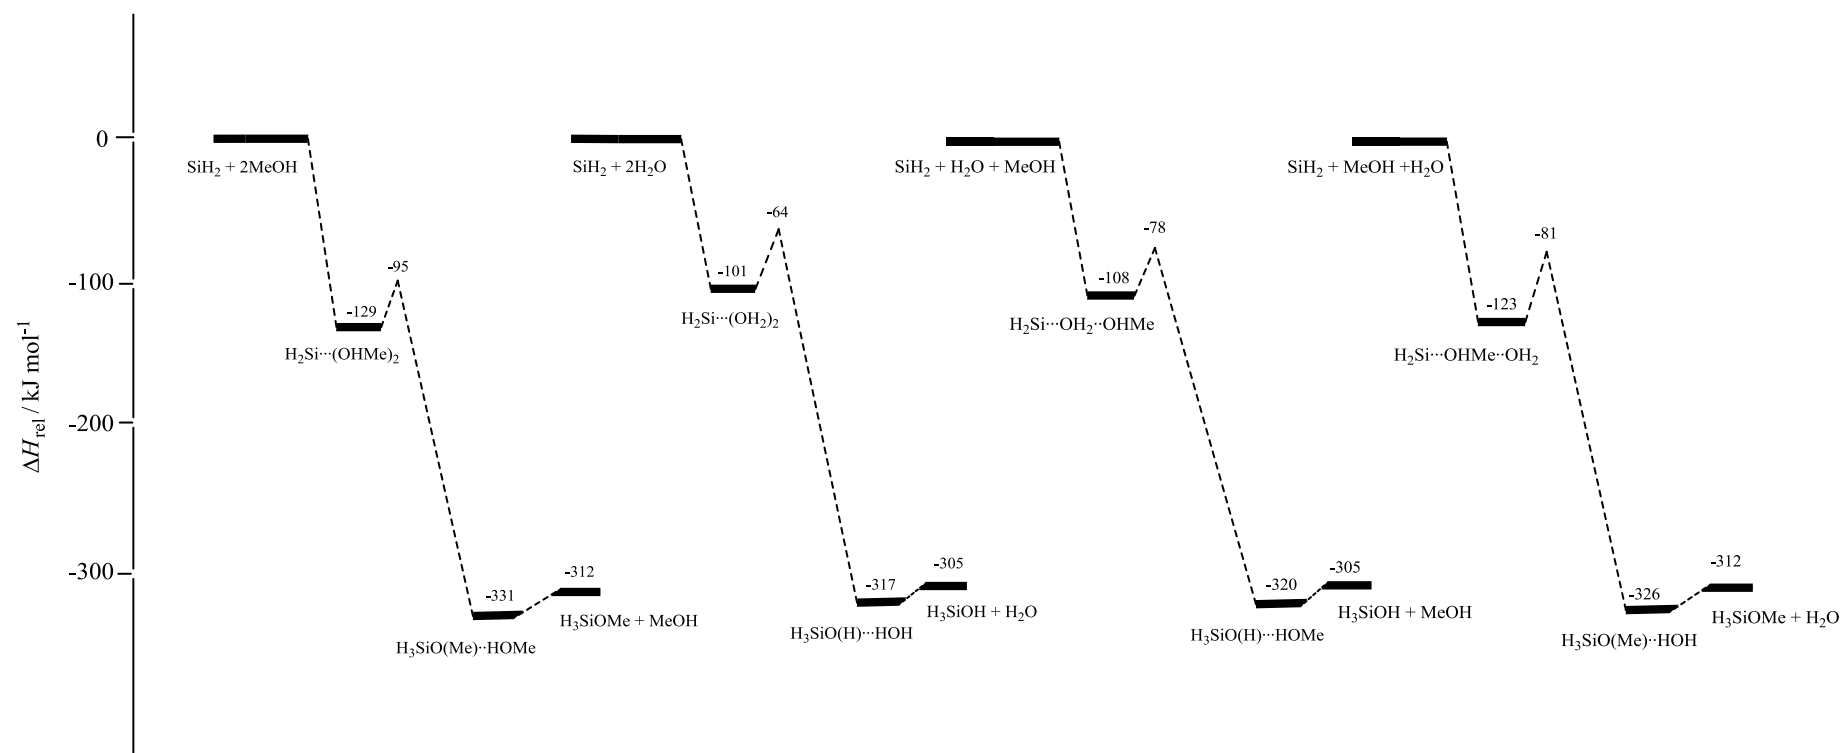 ΔH_rel / kJ mol⁻¹
0
-100
-200
-300
SiH₂ + 2MeOH
-129
H₂Si···(OHMe)₂
-95
-331
H₃SiO(Me)··HOMe
-312
H₃SiOMe + MeOH
SiH₂ + 2H₂O
-101
H₂Si···(OH₂)₂
-64
-317
H₃SiO(H)···HOH
-305
H₃SiOH + H₂O
SiH₂ + H₂O + MeOH
-108
H₂Si···OH₂··OHMe
-78
-320
H₃SiO(H)···HOMe
-305
H₃SiOH + MeOH
SiH₂ + MeOH +H₂O
-123
H₂Si···OHMe··OH₂
-81
-326
H₃SiO(Me)··HOH
-312
H₃SiOMe + H₂O